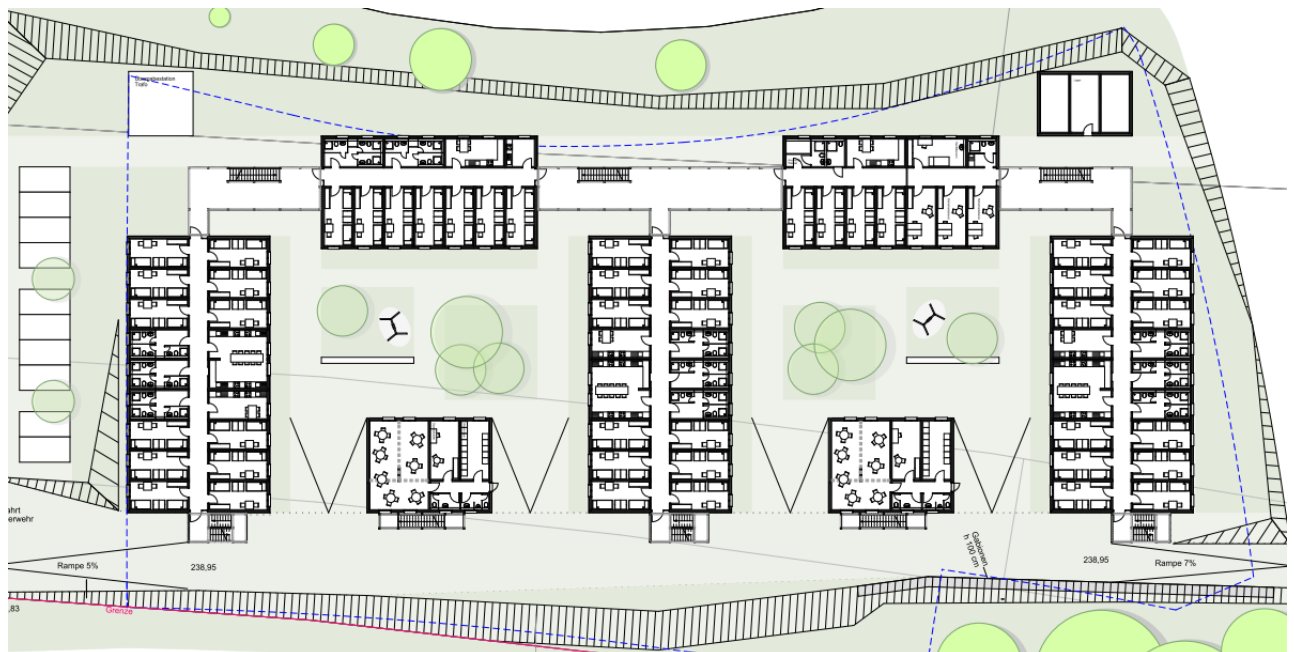 Trafo
ahrt
erwehr
Rampe 5%
238,95
Gabionen
h 100 cm
238,95
Rampe 7%
,83
Grenze